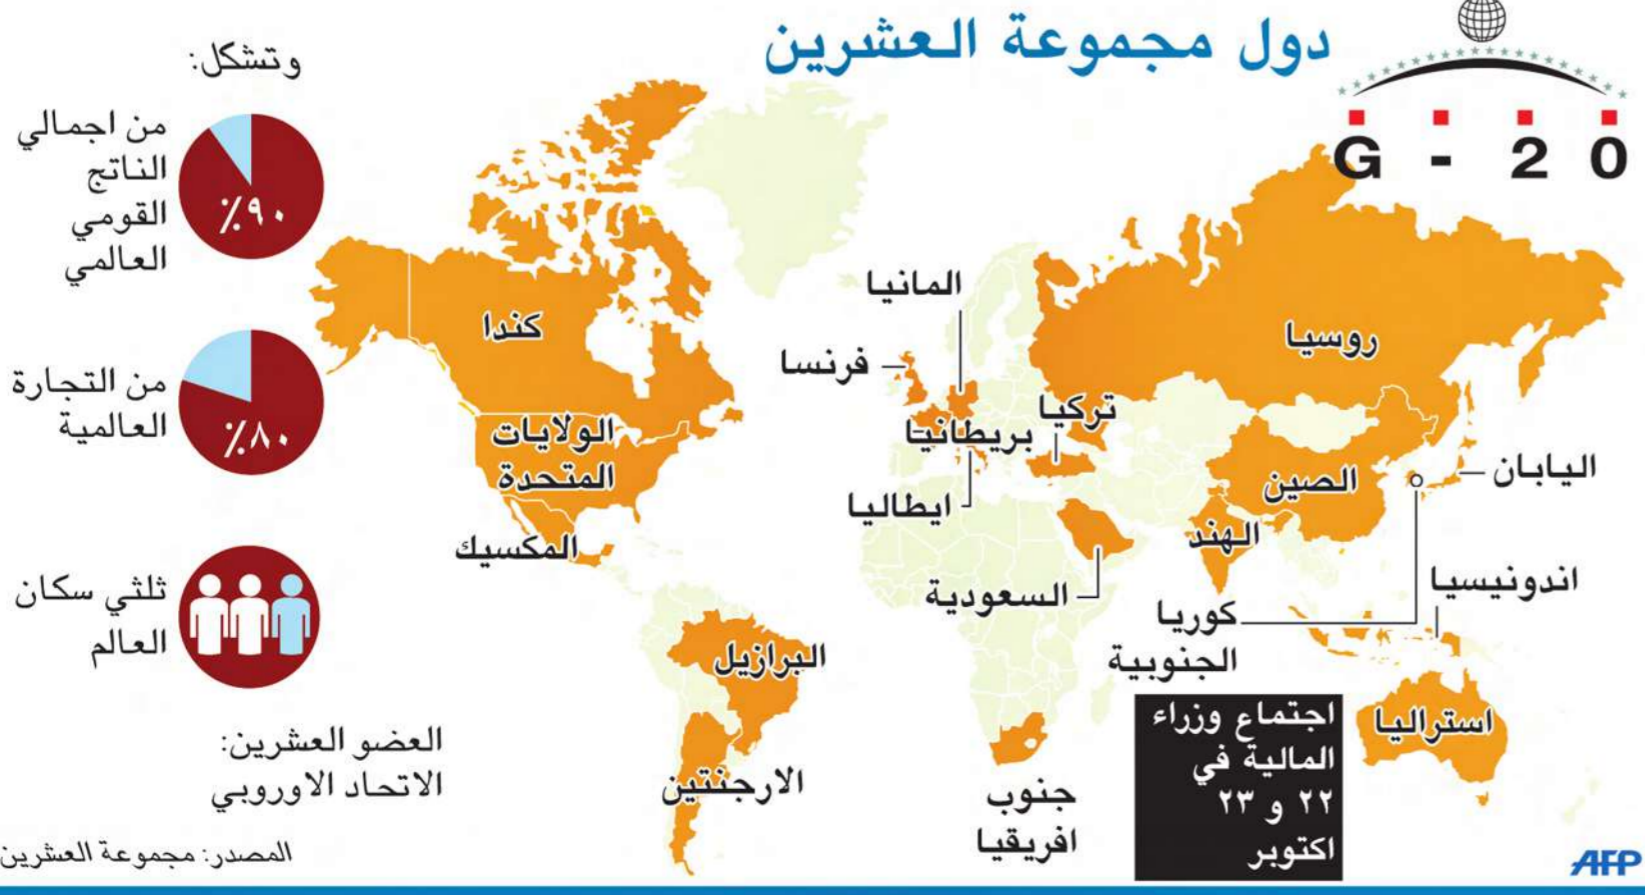 دول مجموعة العشرين
G - 20
وتشكل:
من اجمالي
الناتج
القومي
العالمي
٪٩٠
من التجارة
العالمية
٪٨٠
ثلثي سكان
العالم
العضو العشرين:
الاتحاد الاوروبي
المصدر: مجموعة العشرين
كندا
الولايات
المتحدة
المكسيك
البرازيل
الارجنتين
المانيا
فرنسا
بريطانيا
تركيا
ايطاليا
السعودية
جنوب
افريقيا
روسيا
الصين
الهند
اليابان
اندونيسيا
كوريا
الجنوبية
استراليا
اجتماع وزراء
المالية في
٢٢ و ٢٣
اكتوبر
AFP